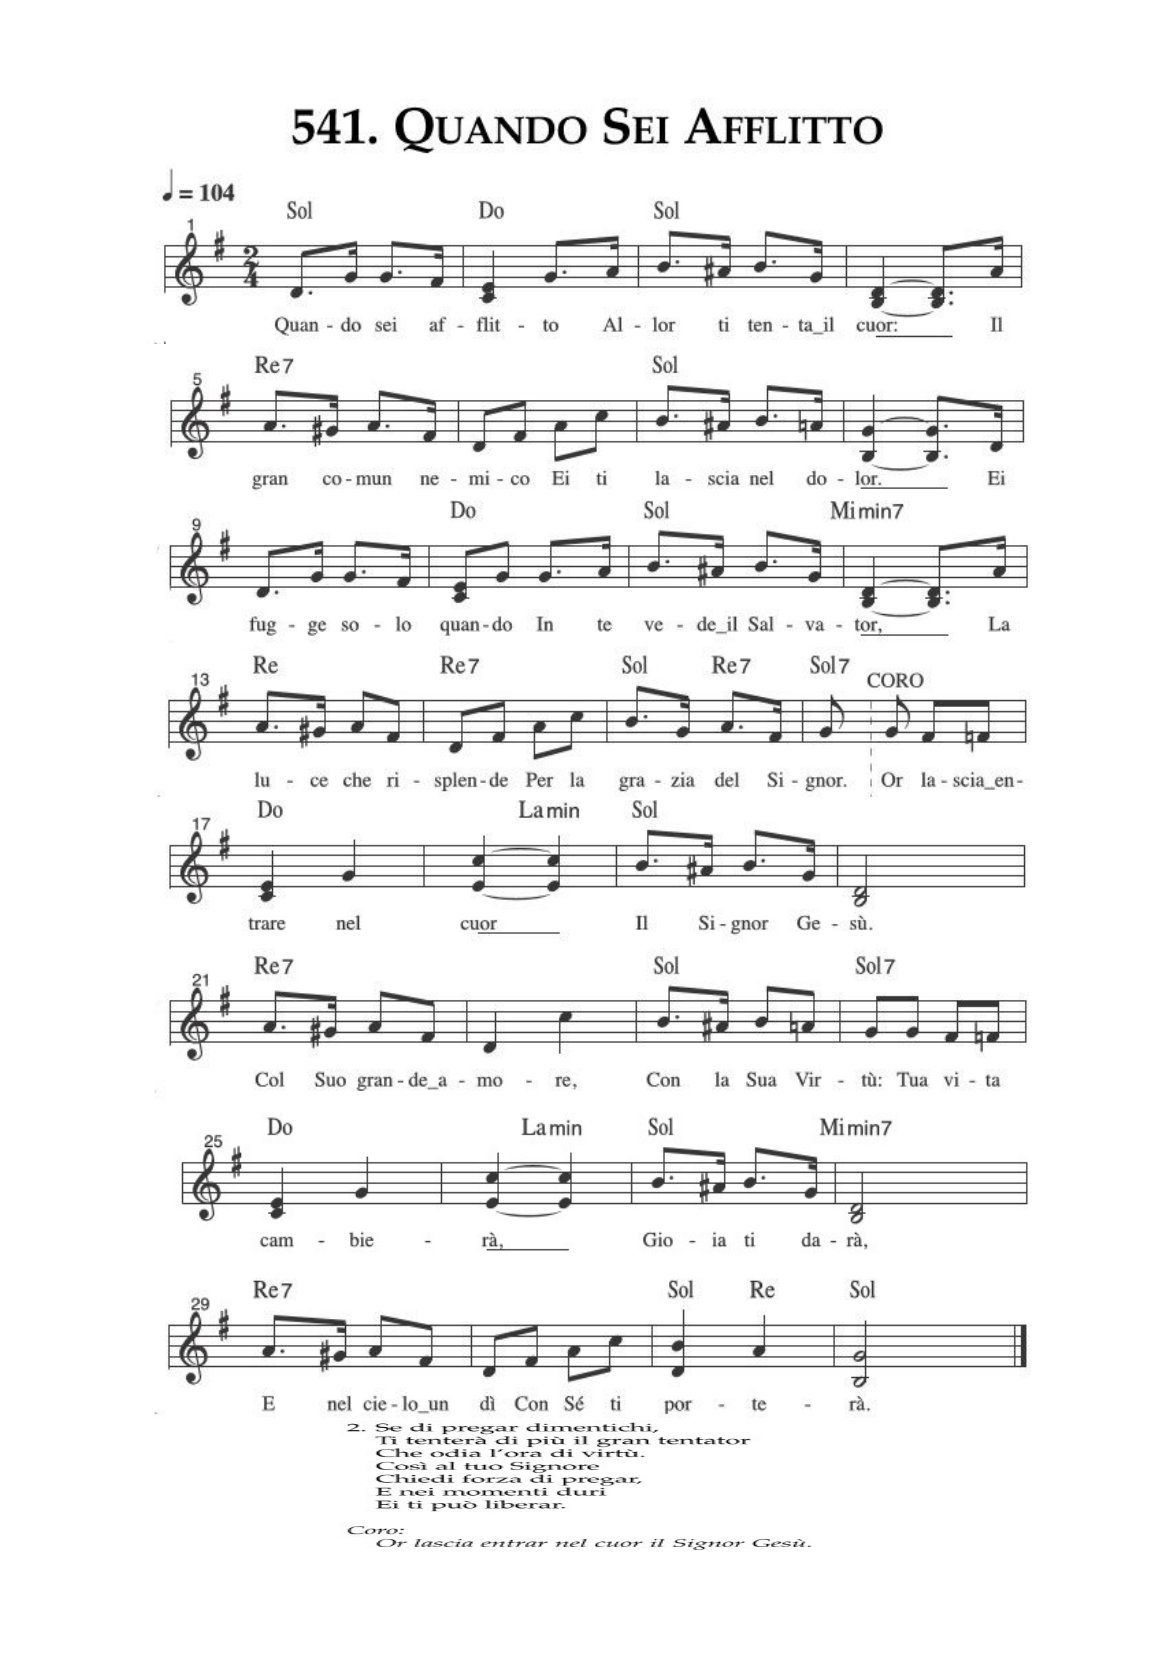 541. Quando Sei Afflitto
= 104
Sol Do Sol
1
2
4
Quan - do sei af - flit - to Al - lor ti ten - ta_il cuor: Il
Re7 Sol
5
gran co - mun ne - mi - co Ei ti la - scia nel do - lor. Ei
Do Sol Mimin7
9
fug - ge so - lo quan - do In te ve - de_il Sal - va - tor, La
Re Re7 Sol Re7 Sol7
13 CORO
lu - ce che ri - splen - de Per la gra - zia del Si - gnor. Or la - scia_en -
Do Lamin Sol
17
trare nel cuor Il Si - gnor Ge - sù.
Re7 Sol Sol7
21
Col Suo gran - de_a - mo - re, Con la Sua Vir - tù: Tua vi - ta
Do Lamin Sol Mimin7
25
cam - bie - rà, Gio - ia ti da - rà,
Re7 Sol Re Sol
29
E nel cie - lo_un dì Con Sé ti por - te - rà.
2. Se di pregar dimentichi,
Ti tenterà di più il gran tentator
Che odia l'ora di virtù.
Così al tuo Signore
Chiedi forza di pregar,
E nei momenti duri
Ei ti può liberar.
Coro:
Or lascia entrar nel cuor il Signor Gesù.